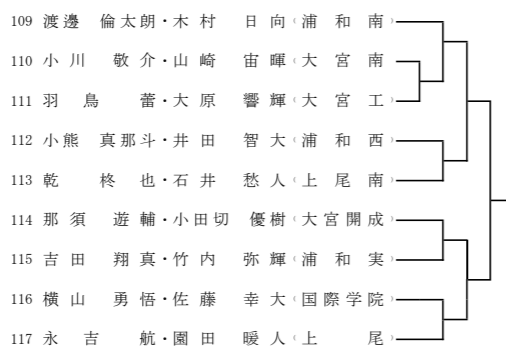 109 渡邊 倫太朗・木村 日向（浦和南）
110 小川 敬介・山崎 宙暉（大宮南）
111 羽鳥 蕾・大原 響輝（大宮工）
112 小熊 真那斗・井田 智大（浦和西）
113 乾 柊也・石井 愁人（上尾南）
114 那須 遊輔・小田切 優樹（大宮開成）
115 吉田 翔真・竹内 弥輝（浦和実）
116 横山 勇悟・佐藤 幸大（国際学院）
117 永吉 航・園田 暖人（上尾）